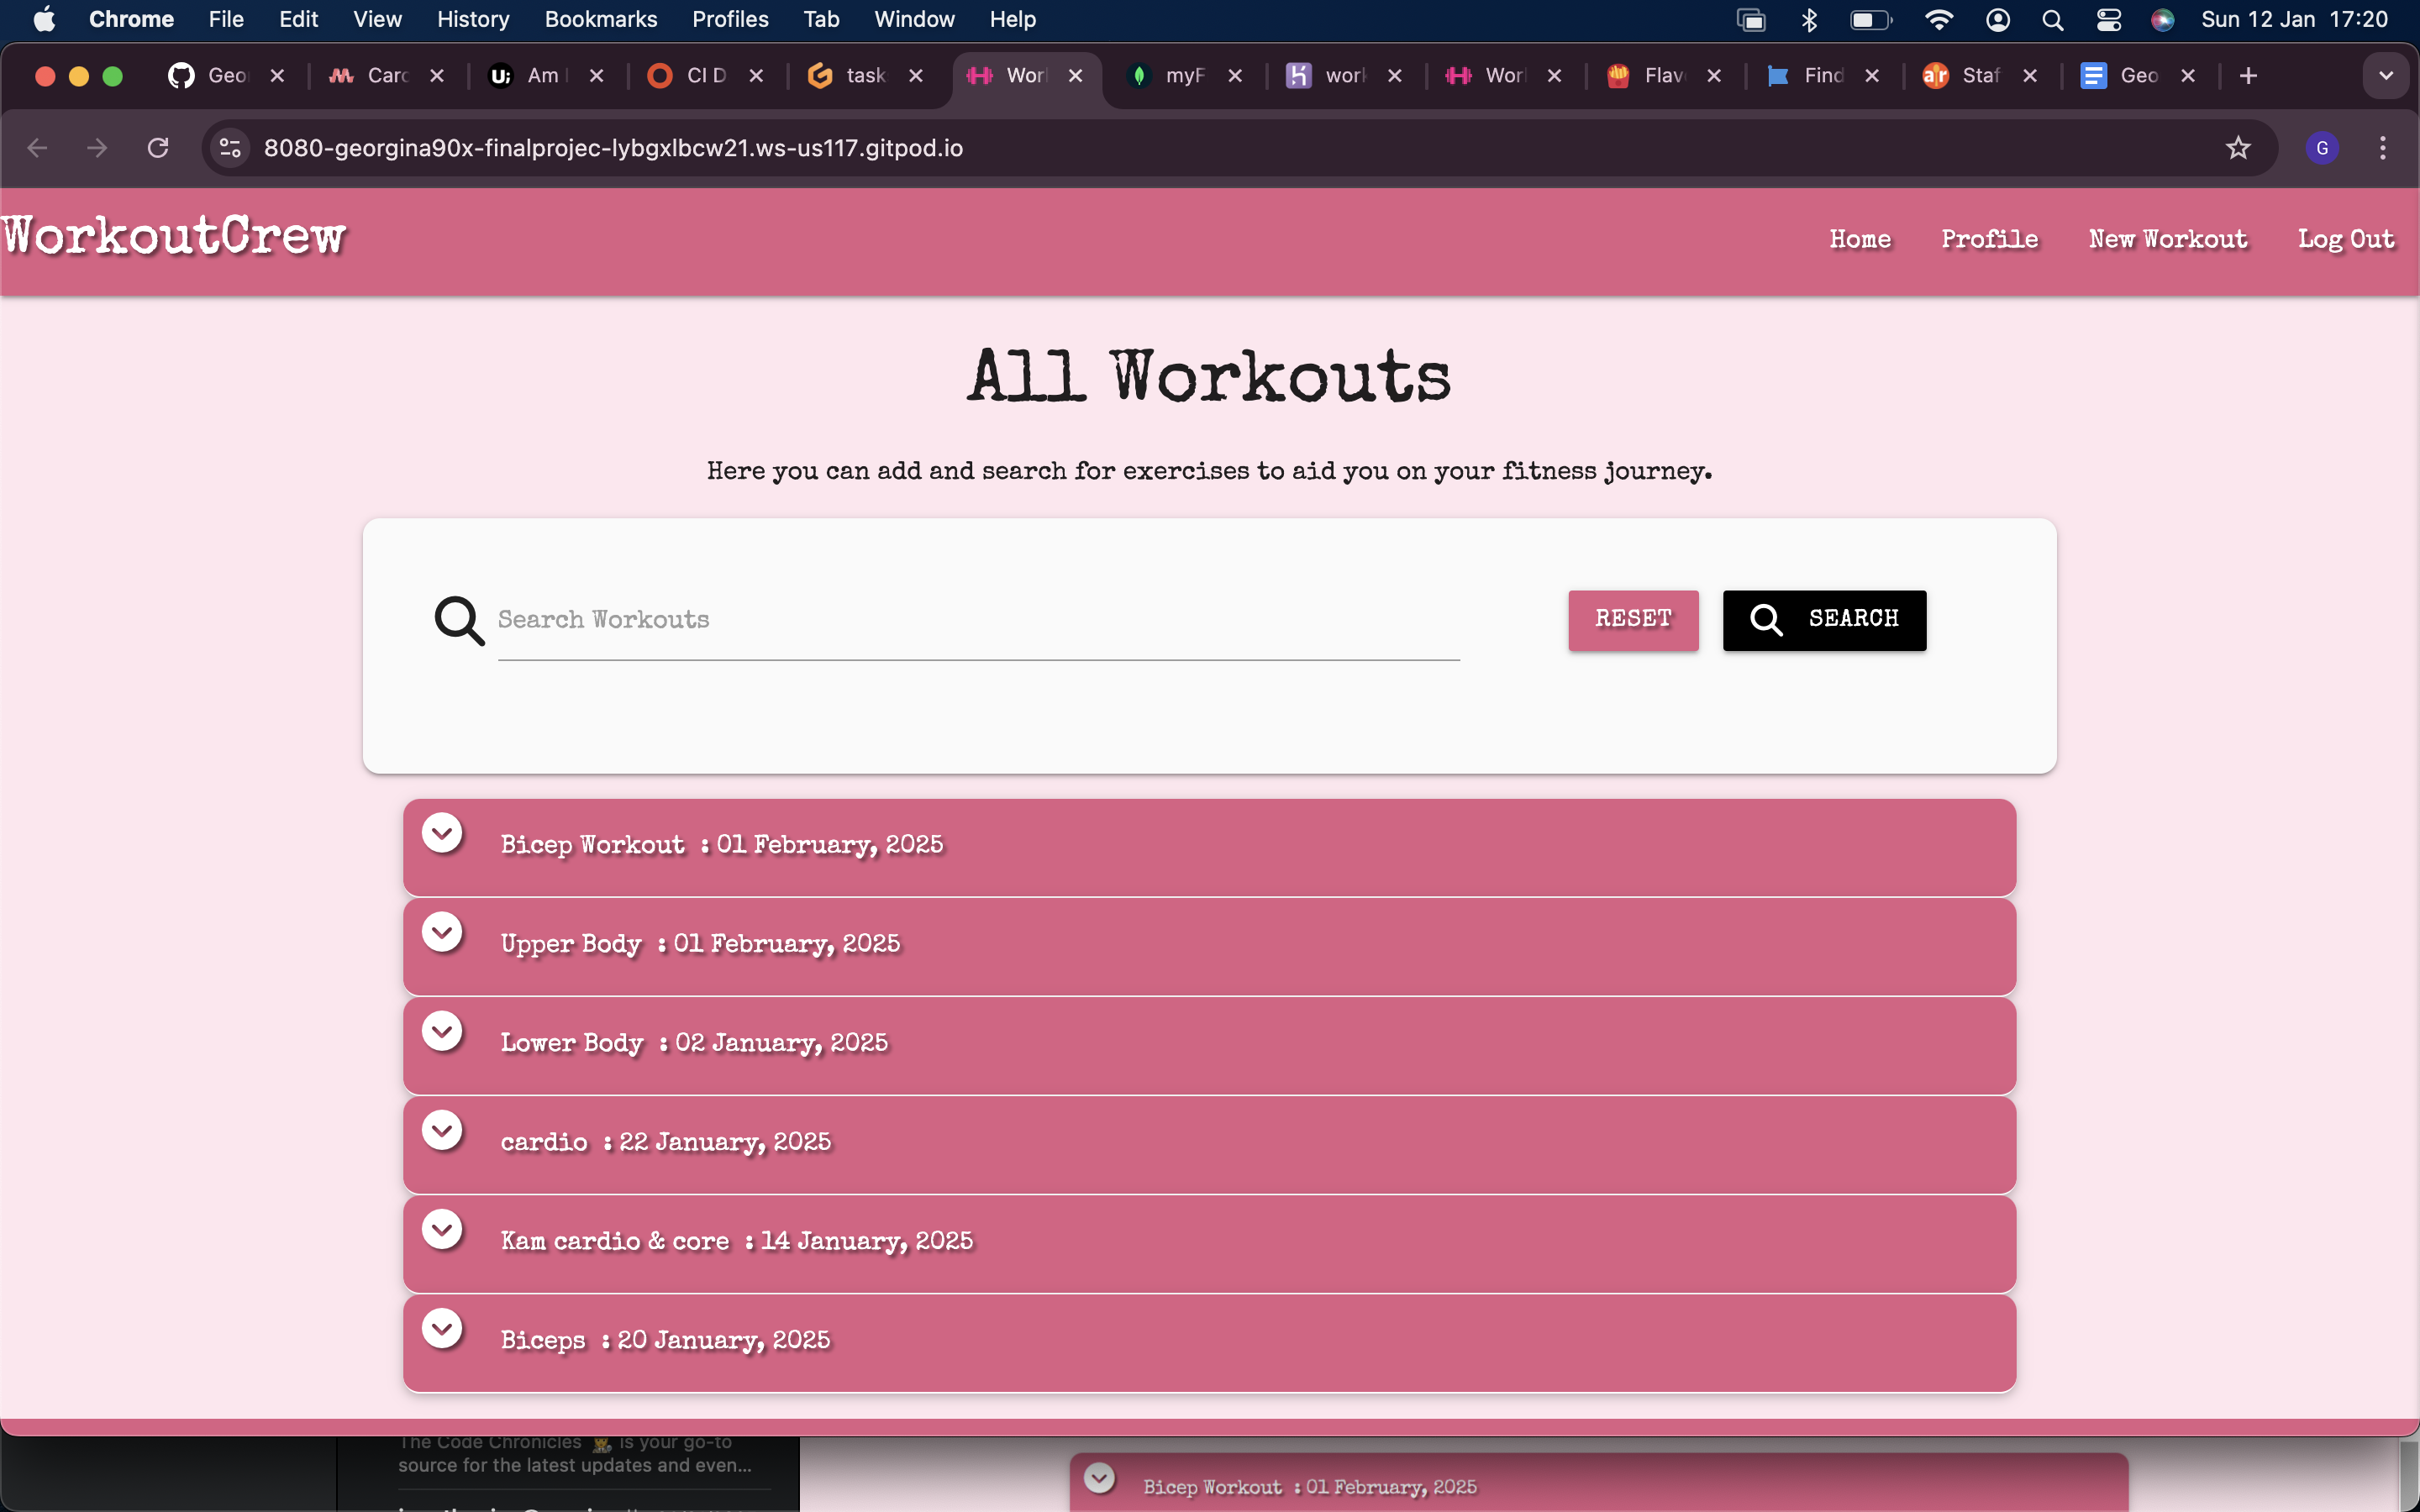 Chrome File Edit View History Bookmarks Profiles Tab Window Help Sun 12 Jan 17:20
Geo Carc U; Am CI D task Wor myF work Wor Flav Find a;r Staf Geo
8080-georgina90x-finalprojec-lybgxlbcw21.ws-us117.gitpod.io G
WorkoutCrew Home Profile New Workout Log Out
All Workouts
Here you can add and search for exercises to aid you on your fitness journey.
Search Workouts RESET SEARCH
Bicep Workout : 01 February, 2025
Upper Body : 01 February, 2025
Lower Body : 02 January, 2025
cardio : 22 January, 2025
Kam cardio & core : 14 January, 2025
Biceps : 20 January, 2025
The Code Chronicles is your go-to
source for the latest updates and even...
Bicep Workout : 01 February, 2025